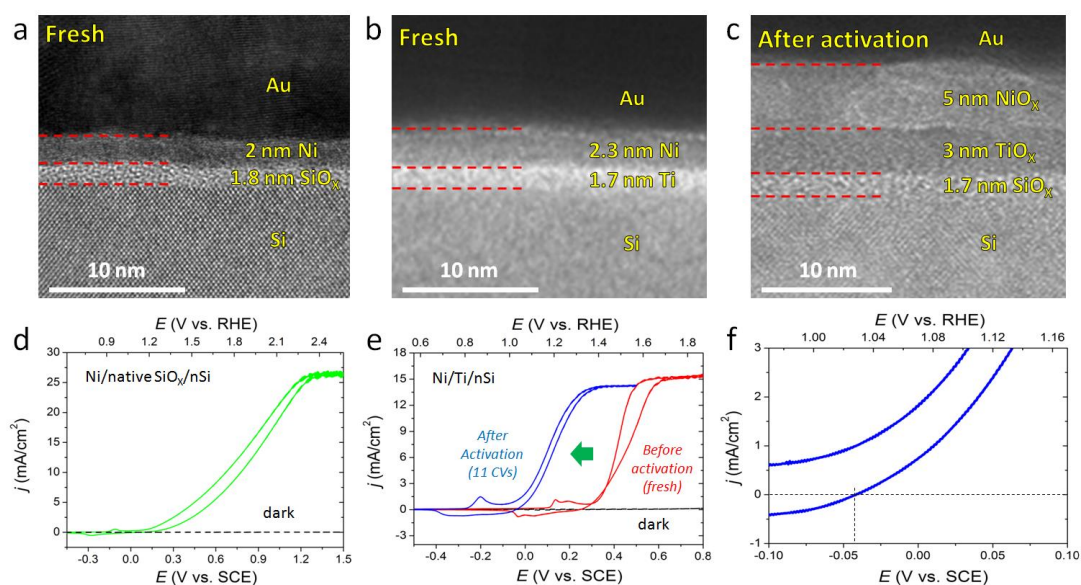 a
Fresh
Au
2 nm Ni
1.8 nm SiOₓ
Si
10 nm
b
Fresh
Au
2.3 nm Ni
1.7 nm Ti
Si
10 nm
c
After activation
Au
5 nm NiOₓ
3 nm TiOₓ
1.7 nm SiOₓ
Si
10 nm
d
E (V vs. RHE)
0.9 1.2 1.5 1.8 2.1 2.4
30
25
20
15
10
5
0
j (mA/cm²)
Ni/native SiOₓ/nSi
dark
-0.3 0.0 0.3 0.6 0.9 1.2 1.5
E (V vs. SCE)
e
E (V vs. RHE)
0.6 0.8 1.0 1.2 1.4 1.6 1.8
18
15
12
9
6
3
0
-3
j (mA/cm²)
Ni/Ti/nSi
After
Activation
(11 CVs)
Before
activation
(fresh)
dark
-0.4 -0.2 0.0 0.2 0.4 0.6 0.8
E (V vs. SCE)
f
E (V vs. RHE)
1.00 1.02 1.04 1.06 1.08 1.10 1.12 1.14 1.16
3
2
1
0
-1
j (mA/cm²)
-0.10 -0.05 0.00 0.05 0.10
E (V vs. SCE)